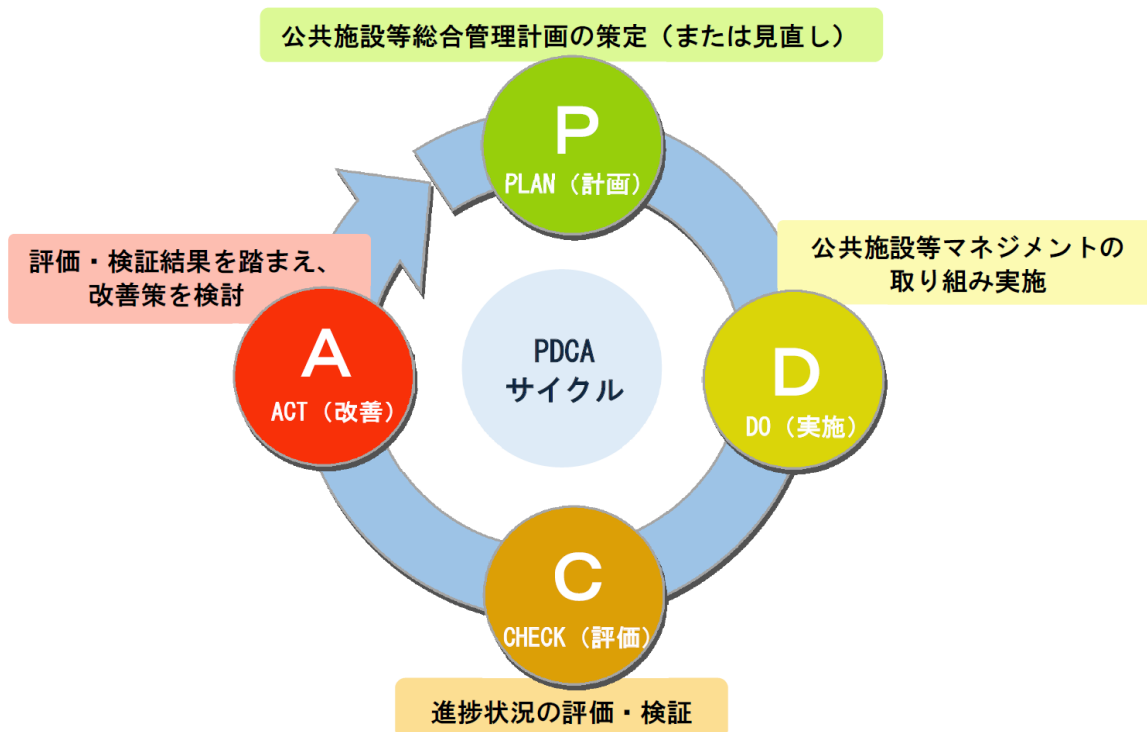 公共施設等総合管理計画の策定（または見直し）
P
PLAN（計画）
公共施設等マネジメントの
取り組み実施
D
DO（実施）
C
CHECK（評価）
進捗状況の評価・検証
評価・検証結果を踏まえ、
改善策を検討
A
ACT（改善）
PDCA
サイクル